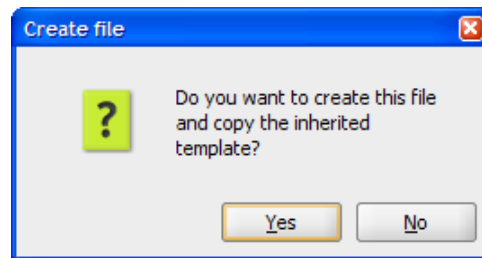 Create file
?
Do you want to create this file
and copy the inherited
template?
Yes
No